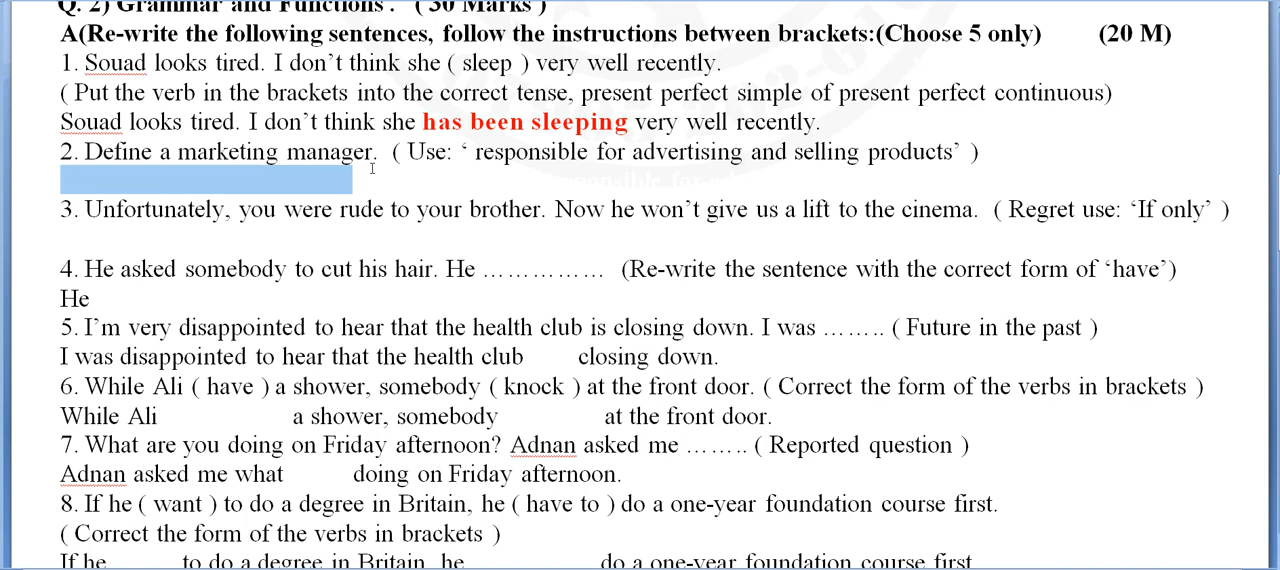 Q. 2) Grammar and Functions . ( 30 Marks )
A(Re-write the following sentences, follow the instructions between brackets:(Choose 5 only) (20 M)
1. Souad looks tired. I don’t think she ( sleep ) very well recently.
( Put the verb in the brackets into the correct tense, present perfect simple of present perfect continuous)
Souad looks tired. I don’t think she has been sleeping very well recently.
2. Define a marketing manager. ( Use: ‘ responsible for advertising and selling products’ )
3. Unfortunately, you were rude to your brother. Now he won’t give us a lift to the cinema. ( Regret use: ‘If only’ )
4. He asked somebody to cut his hair. He …………… (Re-write the sentence with the correct form of ‘have’)
He
5. I’m very disappointed to hear that the health club is closing down. I was …….. ( Future in the past )
I was disappointed to hear that the health club closing down.
6. While Ali ( have ) a shower, somebody ( knock ) at the front door. ( Correct the form of the verbs in brackets )
While Ali a shower, somebody at the front door.
7. What are you doing on Friday afternoon? Adnan asked me …….. ( Reported question )
Adnan asked me what doing on Friday afternoon.
8. If he ( want ) to do a degree in Britain, he ( have to ) do a one-year foundation course first.
( Correct the form of the verbs in brackets )
If he to do a degree in Britain, he do a one-year foundation course first